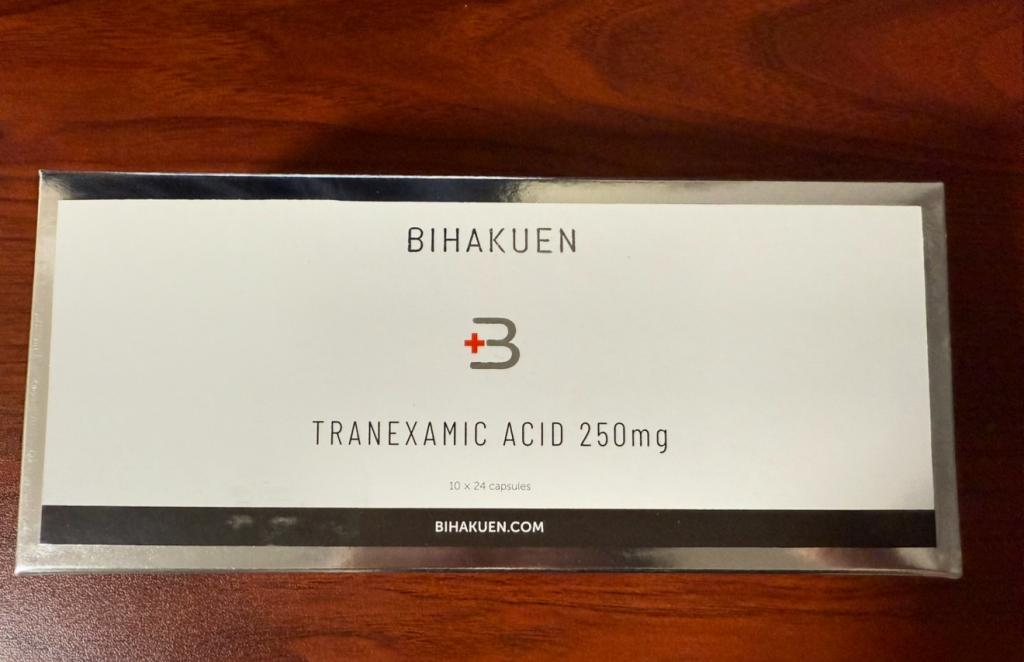 BIHAKUEN
B
TRANEXAMIC ACID 250mg
10 x 24 capsules
BIHAKUEN.COM